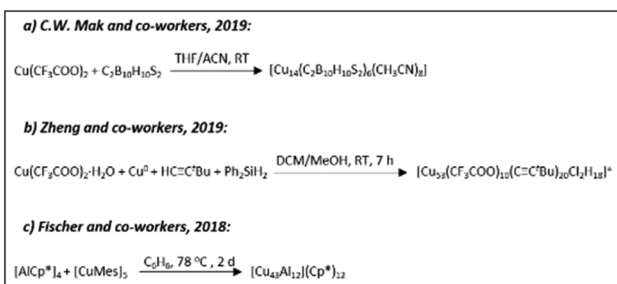 a) C.W. Mak and co-workers, 2019:
THF/ACN, RT
Cu(CF₃COO)₂ + C₂B₁₀H₁₀S₂ ⟶ [Cu₁₄(C₂B₁₀H₁₀S₂)₆(CH₃CN)₈]
b) Zheng and co-workers, 2019:
DCM/MeOH, RT, 7 h
Cu(CF₃COO)₂·H₂O + Cu⁰ + HC≡CᵗBu + Ph₂SiH₂ ⟶ [Cu₅₃(CF₃COO)₁₀(C≡CᵗBu)₂₀Cl₂H₁₈]⁺
c) Fischer and co-workers, 2018:
C₆H₆, 78 ⁰C, 2 d
[AlCp*]₄ + [CuMes]₅ ⟶ [Cu₄₃Al₁₂](Cp*)₁₂